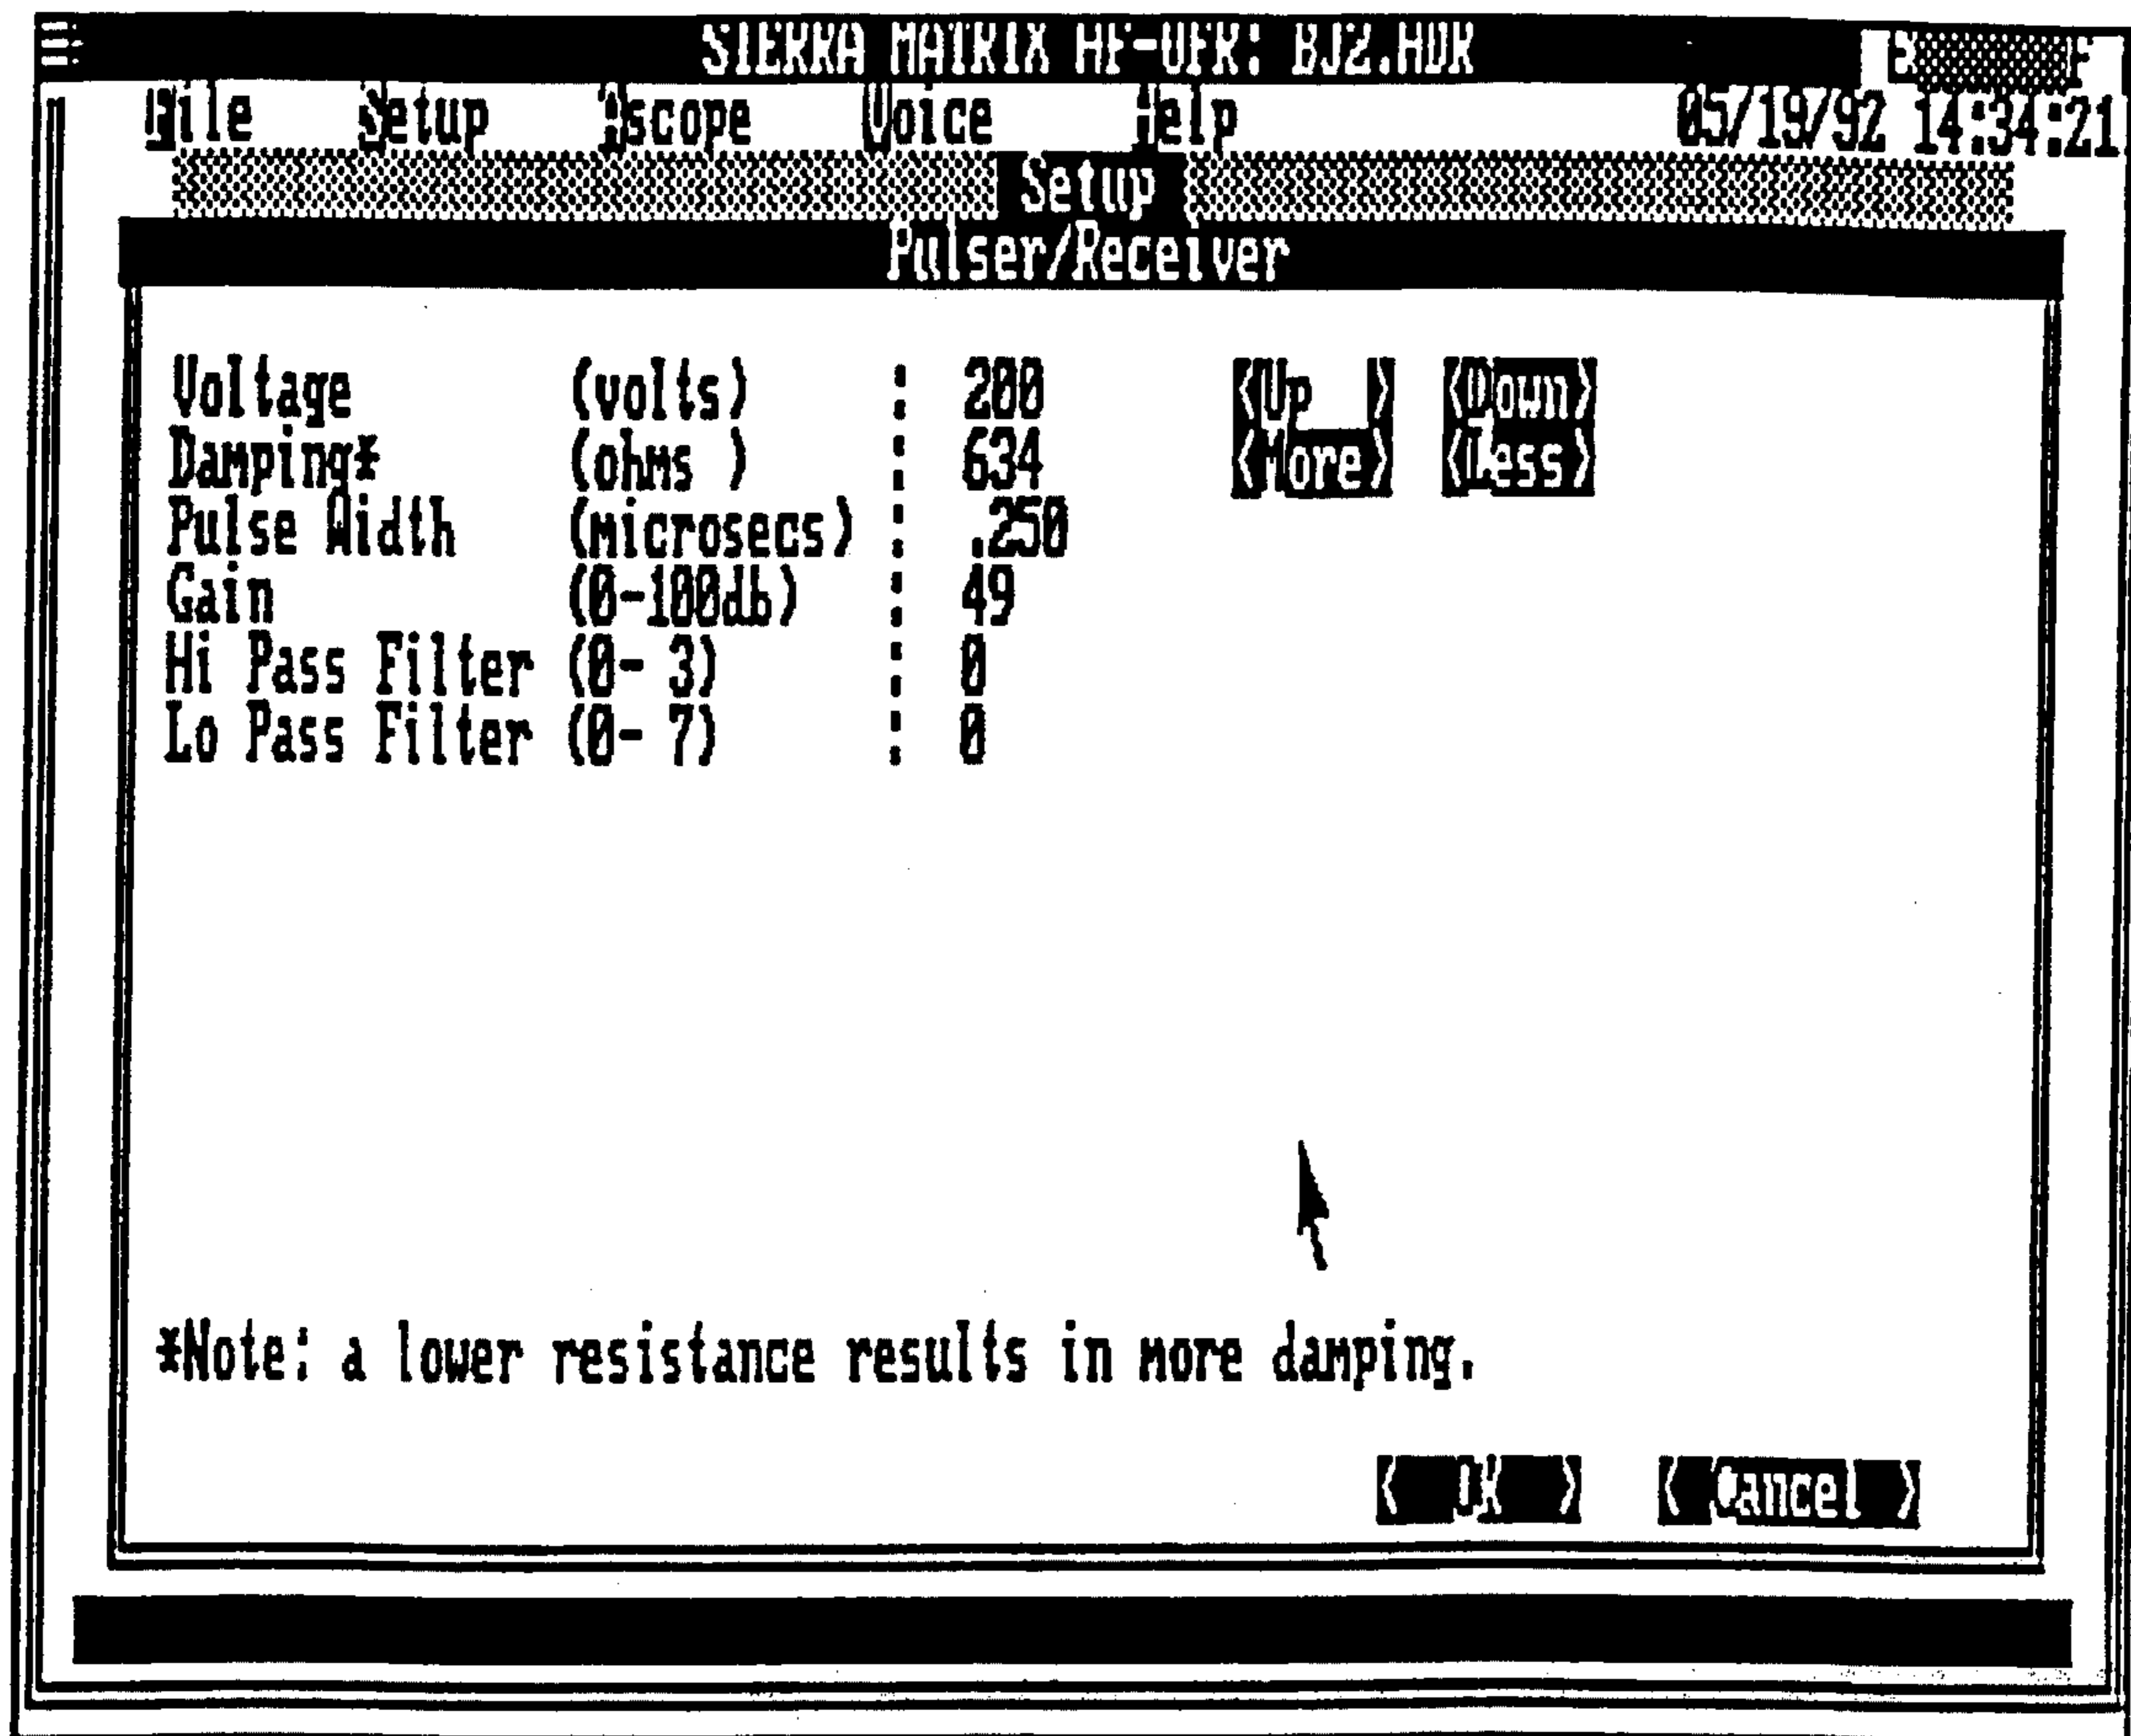 SIERRA MATRIX HF-UFR: BJ2.HDR
File Setup Ascope Voice Help 05/19/92 14:34:21
Setup
Pulser/Receiver
Voltage (volts) : 200 <Up > <Down>
Damping* (ohms ) : 634 <More> <Less>
Pulse Width (microsecs) : .250
Gain (0-100db) : 49
Hi Pass Filter (0- 3) : 0
Lo Pass Filter (0- 7) : 0
*Note: a lower resistance results in more damping.
< OK > < Cancel >